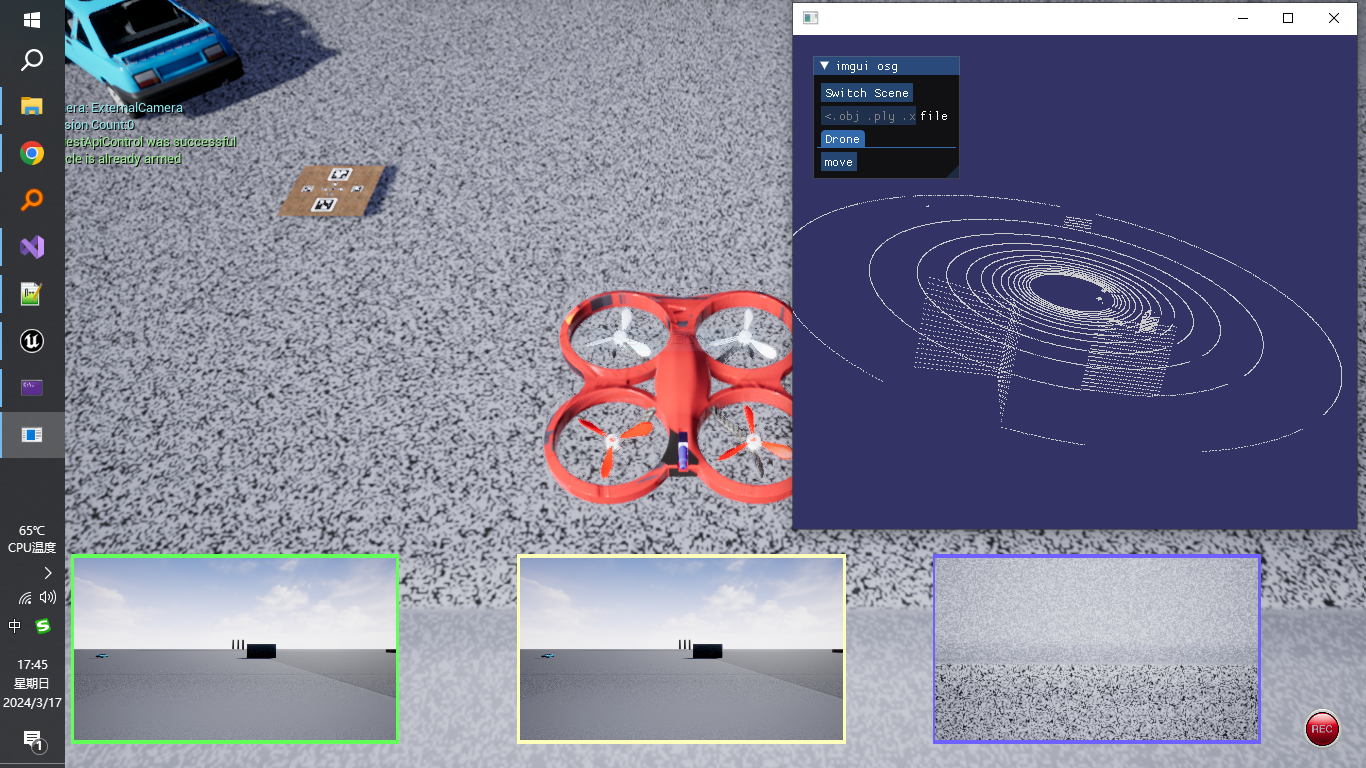 era: ExternalCamera
sion Count:0
estApiControl was successful
cle is already armed
imgui osg
Switch Scene
<.obj .ply .x file
Drone
move
65℃
CPU温度
中
S
17:45
星期日
2024/3/17
1
REC